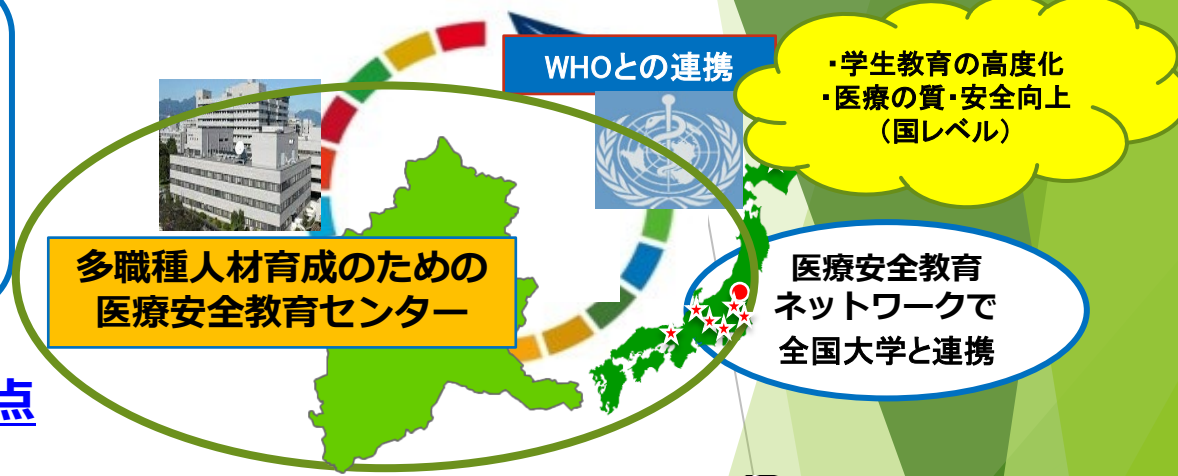 WHOとの連携
・学生教育の高度化
・医療の質・安全向上
（国レベル）
多職種人材育成のための
医療安全教育センター
医療安全教育
ネットワークで
全国大学と連携
点